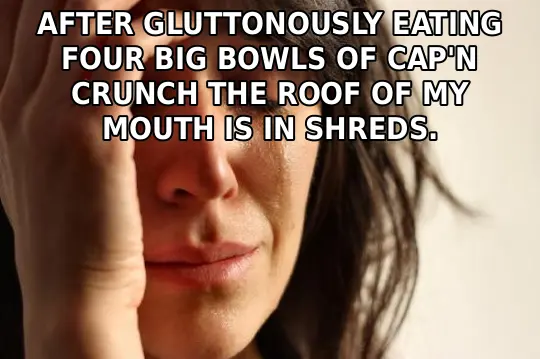 AFTER GLUTTONOUSLY EATING
FOUR BIG BOWLS OF CAP'N
CRUNCH THE ROOF OF MY
MOUTH IS IN SHREDS.